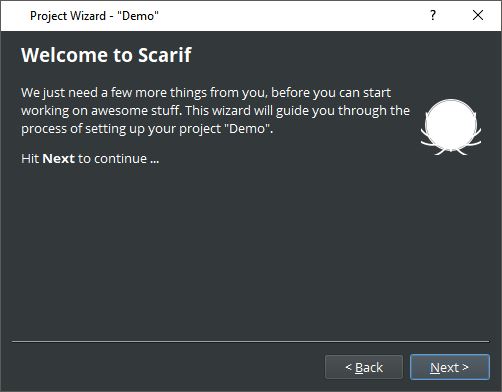 Project Wizard - "Demo"
?
Welcome to Scarif
We just need a few more things from you, before you can start
working on awesome stuff. This wizard will guide you through the
process of setting up your project "Demo".
Hit Next to continue ...
< Back
Next >